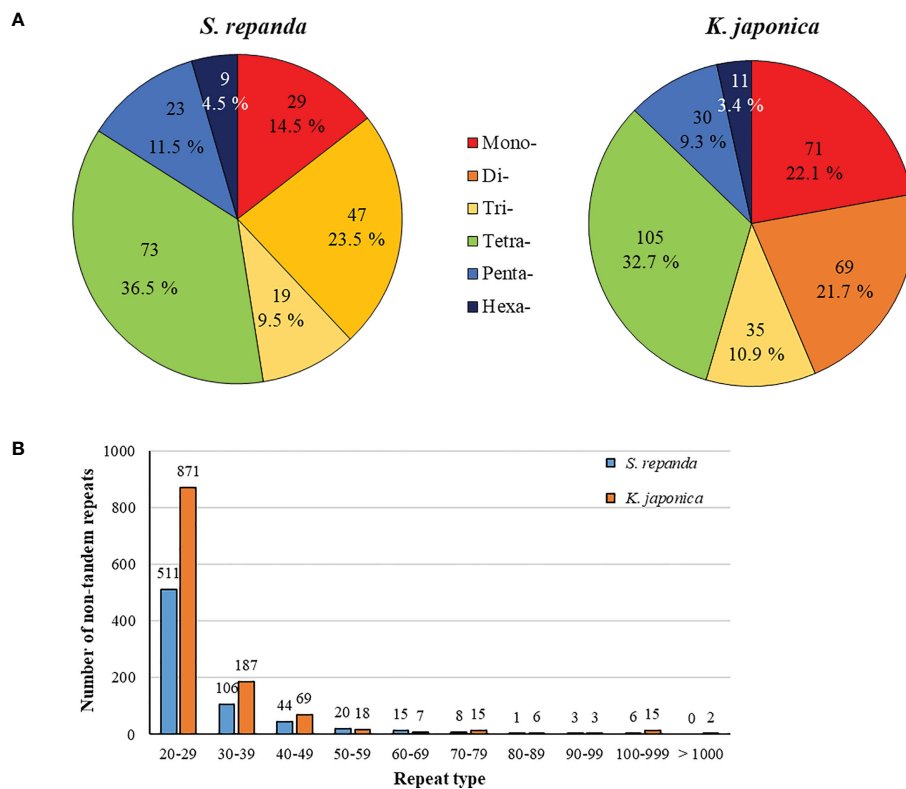 A
S. repanda
K. japonica
9
4.5 %
29
14.5 %
23
11.5 %
47
23.5 %
73
36.5 %
19
9.5 %
Mono-
Di-
Tri-
Tetra-
Penta-
Hexa-
11
3.4 %
30
9.3 %
71
22.1 %
105
32.7 %
69
21.7 %
35
10.9 %
B
Number of non-tandem repeats
1000
800
600
400
200
0
S. repanda
K. japonica
511 871
106 187
44 69
20 18
15 7
8 15
1 6
3 3
6 15
0 2
20-29 30-39 40-49 50-59 60-69 70-79 80-89 90-99 100-999 > 1000
Repeat type